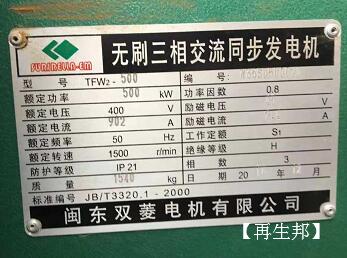 SUNSHELLA-EM
无刷三相交流同步发电机
型 号 TFW2-500 编 号:
额定功率 500 kW 功率因数 0.8
额定电压 400 V 励磁电压 V
额定电流 902 A 励磁电流 A
额定频率 50 Hz 工作定额 S1
额定转速 1500 r/min 绝缘等级 H
防护等级 IP 21 相 数 3
质 量 1540 kg 日 期 20 年 12 月
标准编号 JB/T3320.1-2000
闽东双菱电机有限公司
【再生邦】